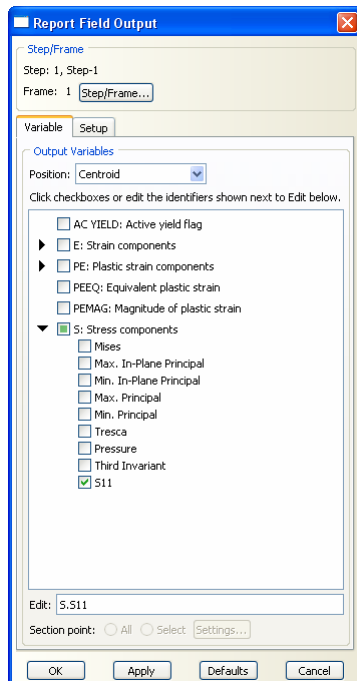 Report Field Output
Step/Frame
Step: 1, Step-1
Frame: 1 Step/Frame...
Variable Setup
Output Variables
Position: Centroid
Click checkboxes or edit the identifiers shown next to Edit below.
AC YIELD: Active yield flag
E: Strain components
PE: Plastic strain components
PEEQ: Equivalent plastic strain
PEMAG: Magnitude of plastic strain
S: Stress components
Mises
Max. In-Plane Principal
Min. In-Plane Principal
Max. Principal
Min. Principal
Tresca
Pressure
Third Invariant
S11
Edit: S.S11
Section point: All Select Settings...
OK Apply Defaults Cancel